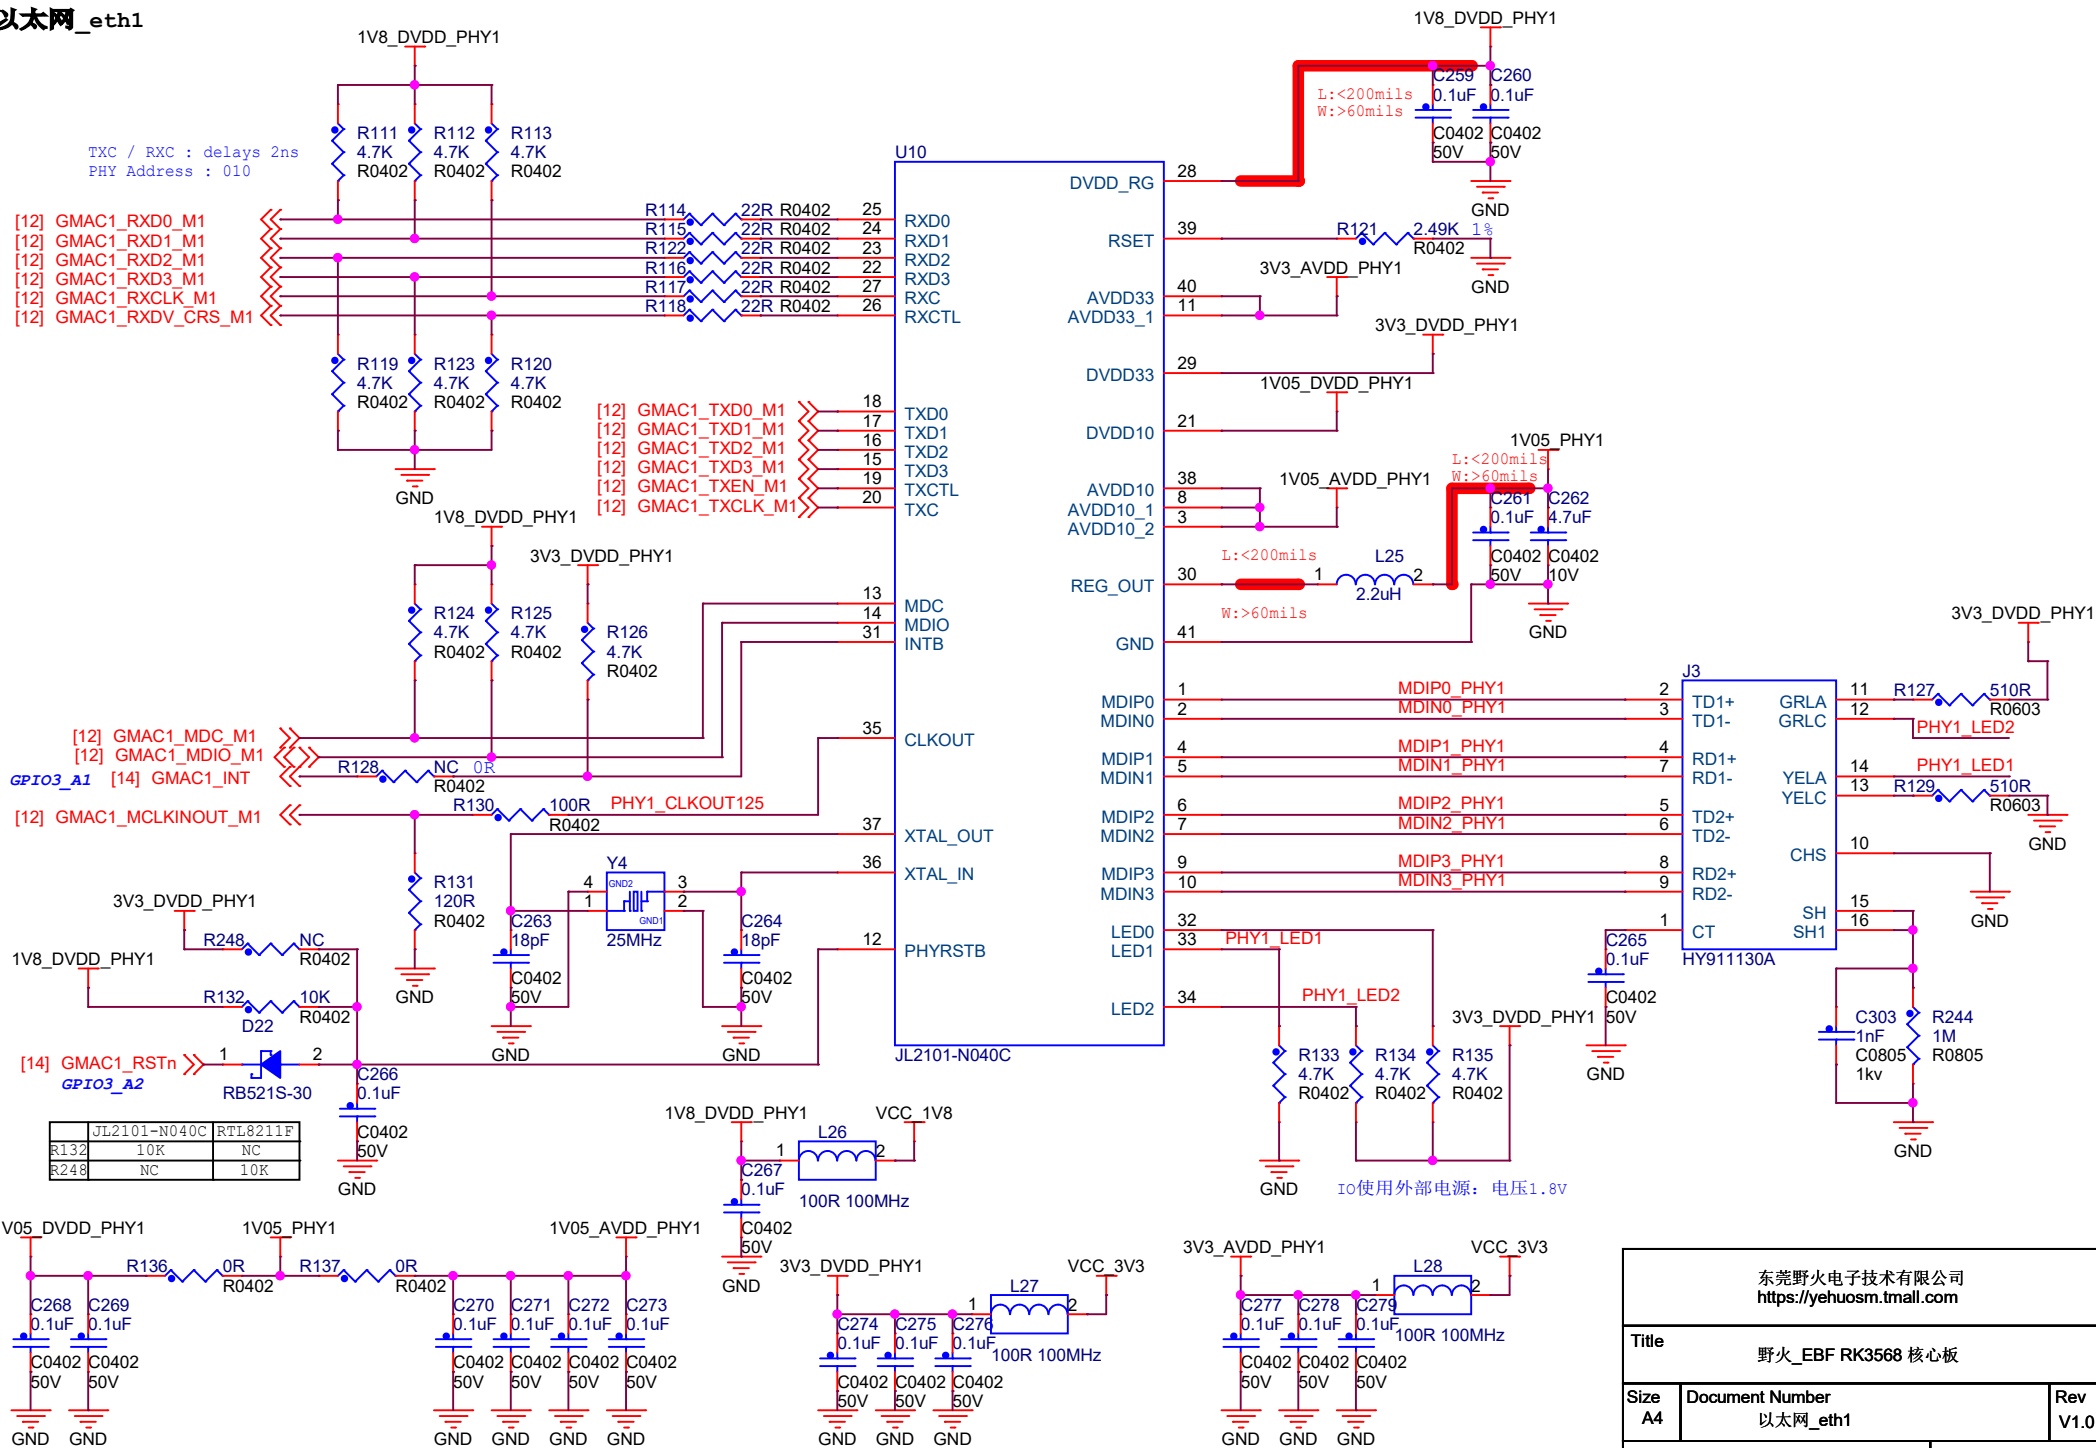 以太网_eth1
1V8_DVDD_PHY1
TXC / RXC : delays 2ns
PHY Address : 010
R111
4.7K
R0402
R112
4.7K
R0402
R113
4.7K
R0402
[12] GMAC1_RXD0_M1
[12] GMAC1_RXD1_M1
[12] GMAC1_RXD2_M1
[12] GMAC1_RXD3_M1
[12] GMAC1_RXCLK_M1
[12] GMAC1_RXDV_CRS_M1
R114 22R R0402
R115 22R R0402
R122 22R R0402
R116 22R R0402
R117 22R R0402
R118 22R R0402
R119
4.7K
R0402
R123
4.7K
R0402
R120
4.7K
R0402
GND
[12] GMAC1_TXD0_M1
[12] GMAC1_TXD1_M1
[12] GMAC1_TXD2_M1
[12] GMAC1_TXD3_M1
[12] GMAC1_TXEN_M1
[12] GMAC1_TXCLK_M1
1V8_DVDD_PHY1
3V3_DVDD_PHY1
R124
4.7K
R0402
R125
4.7K
R0402
R126
4.7K
R0402
[12] GMAC1_MDC_M1
[12] GMAC1_MDIO_M1
GPIO3_A1 [14] GMAC1_INT
R128 NC 0R
R0402
[12] GMAC1_MCLKINOUT_M1
R130 100R PHY1_CLKOUT125
R0402
R131
120R
R0402
GND
Y4
4 GND2 3
1 GND1 2
25MHz
C263
18pF
C0402
50V
GND
C264
18pF
C0402
50V
GND
3V3_DVDD_PHY1
R248 NC
R0402
1V8_DVDD_PHY1
R132 10K
R0402
D22
[14] GMAC1_RSTn 1 2
GPIO3_A2
RB521S-30
C266
0.1uF
C0402
50V
GND
JL2101-N040C RTL8211F
R132 10K NC
R248 NC 10K
U10
25 RXD0
24 RXD1
23 RXD2
22 RXD3
27 RXC
26 RXCTL
18 TXD0
17 TXD1
16 TXD2
15 TXD3
19 TXCTL
20 TXC
13 MDC
14 MDIO
31 INTB
35 CLKOUT
37 XTAL_OUT
36 XTAL_IN
12 PHYRSTB
DVDD_RG 28
RSET 39
AVDD33 40
AVDD33_1 11
DVDD33 29
DVDD10 21
AVDD10 38
AVDD10_1 8
AVDD10_2 3
REG_OUT 30
GND 41
MDIP0 1
MDIN0 2
MDIP1 4
MDIN1 5
MDIP2 6
MDIN2 7
MDIP3 9
MDIN3 10
LED0 32
LED1 33
LED2 34
JL2101-N040C
1V8_DVDD_PHY1
L:<200mils
W:>60mils
C259
0.1uF
C0402
50V
C260
0.1uF
C0402
50V
GND
R121 2.49K 1%
R0402
GND
3V3_AVDD_PHY1
3V3_DVDD_PHY1
1V05_DVDD_PHY1
1V05_AVDD_PHY1
1V05_PHY1
L:<200mils
W:>60mils
C261
0.1uF
C0402
50V
C262
4.7uF
C0402
10V
GND
L:<200mils
W:>60mils
L25
1 2
2.2uH
MDIP0_PHY1
MDIN0_PHY1
MDIP1_PHY1
MDIN1_PHY1
MDIP2_PHY1
MDIN2_PHY1
MDIP3_PHY1
MDIN3_PHY1
J3
2 TD1+
3 TD1-
4 RD1+
7 RD1-
5 TD2+
6 TD2-
8 RD2+
9 RD2-
1 CT
GRLA 11
GRLC 12
YELA 14
YELC 13
CHS 10
SH 15
SH1 16
HY911130A
3V3_DVDD_PHY1
R127 510R
R0603
PHY1_LED2
PHY1_LED1
R129 510R
R0603
GND
GND
C265
0.1uF
C0402
50V
GND
C303
1nF
C0805
1kv
R244
1M
R0805
GND
PHY1_LED1
PHY1_LED2
3V3_DVDD_PHY1
R133
4.7K
R0402
R134
4.7K
R0402
R135
4.7K
R0402
GND
IO使用外部电源：电压1.8V
1V8_DVDD_PHY1
VCC_1V8
L26
1 2
100R 100MHz
C267
0.1uF
C0402
50V
GND
V05_DVDD_PHY1
1V05_PHY1
1V05_AVDD_PHY1
R136 0R
R0402
R137 0R
R0402
C268
0.1uF
C0402
50V
GND
C269
0.1uF
C0402
50V
GND
C270
0.1uF
C0402
50V
GND
C271
0.1uF
C0402
50V
GND
C272
0.1uF
C0402
50V
GND
C273
0.1uF
C0402
50V
GND
3V3_DVDD_PHY1
VCC_3V3
L27
1 2
100R 100MHz
C274
0.1uF
C0402
50V
GND
C275
0.1uF
C0402
50V
GND
C276
0.1uF
C0402
50V
GND
3V3_AVDD_PHY1
VCC_3V3
L28
1 2
100R 100MHz
C277
0.1uF
C0402
50V
GND
C278
0.1uF
C0402
50V
GND
C279
0.1uF
C0402
50V
GND
东莞野火电子技术有限公司
https://yehuosm.tmall.com
Title
野火_EBF RK3568 核心板
Size
A4
Document Number
以太网_eth1
Rev
V1.0